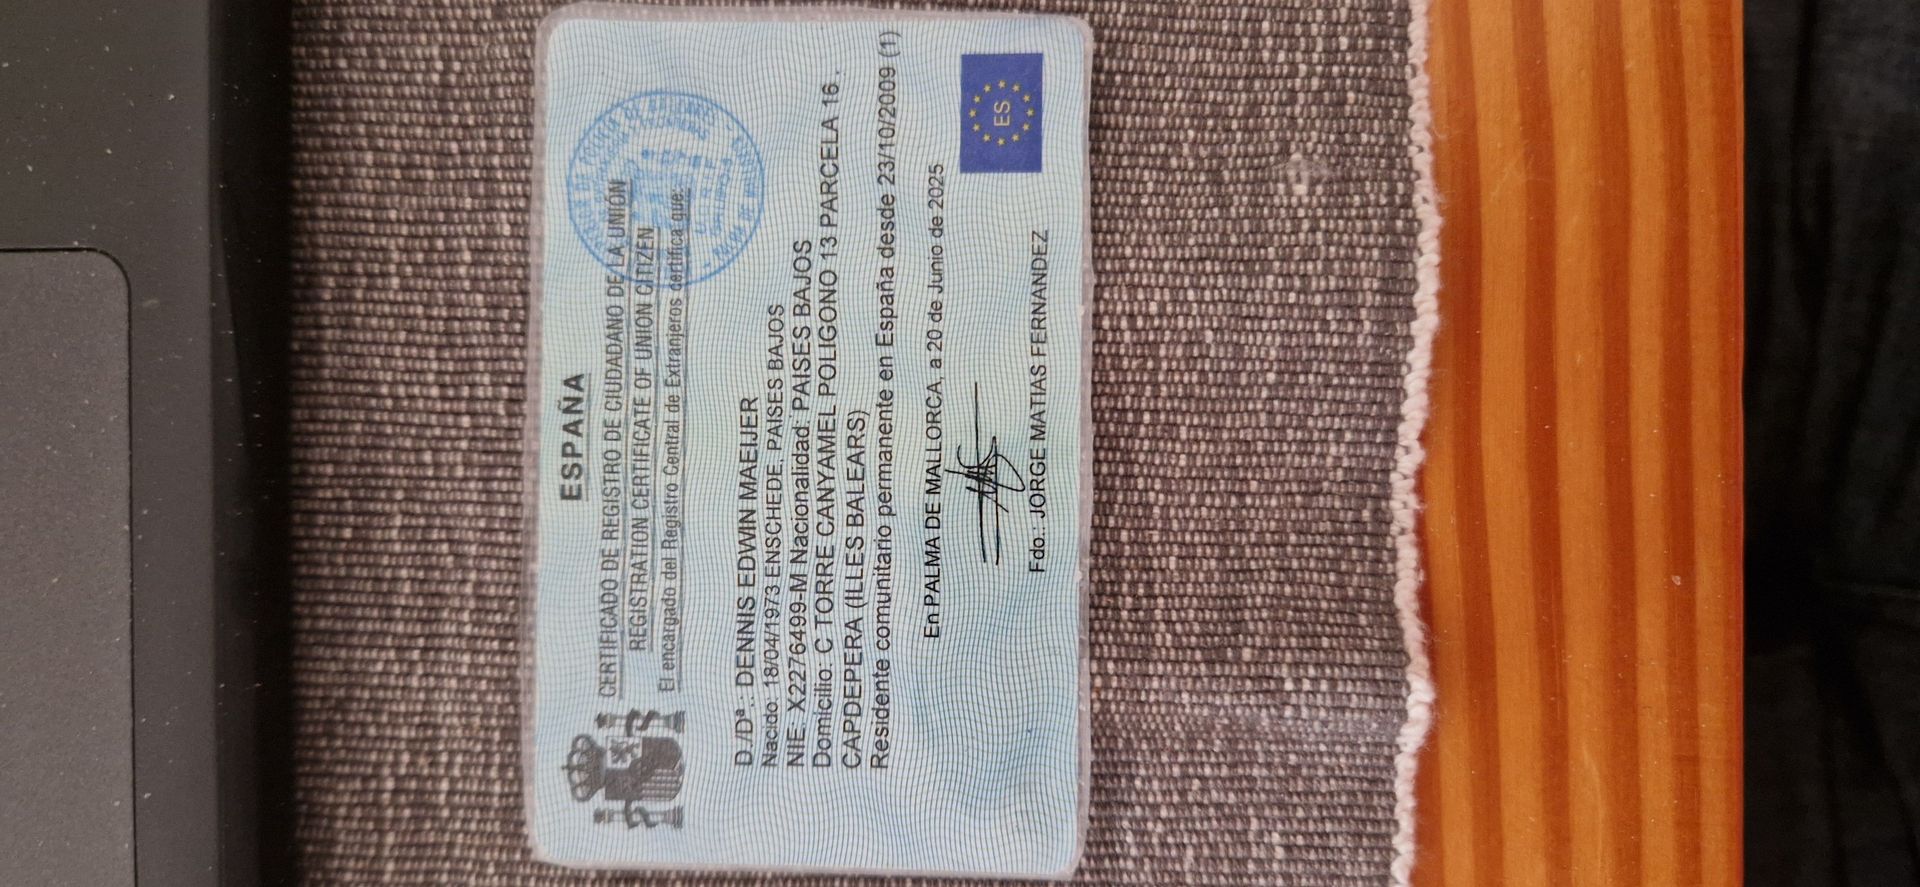 ESPAÑA
CERTIFICADO DE REGISTRO DE CIUDADANO DE LA UNIÓN
REGISTRATION CERTIFICATE OF UNION CITIZEN
El encargado del Registro Central de Extranjeros certifica que:
D./Dª.: DENNIS EDWIN MAEIJER
Nacido: 18/04/1973 ENSCHEDE, PAISES BAJOS
NIE: X2276499-M Nacionalidad: PAISES BAJOS
Domicilio: C TORRE CANYAMEL POLIGONO 13 PARCELA 16 ,
CAPDEPERA (ILLES BALEARS)
Residente comunitario permanente en España desde 23/10/2009 (1)
En PALMA DE MALLORCA, a 20 de Junio de 2025
Fdo.: JORGE MATIAS FERNANDEZ
ES